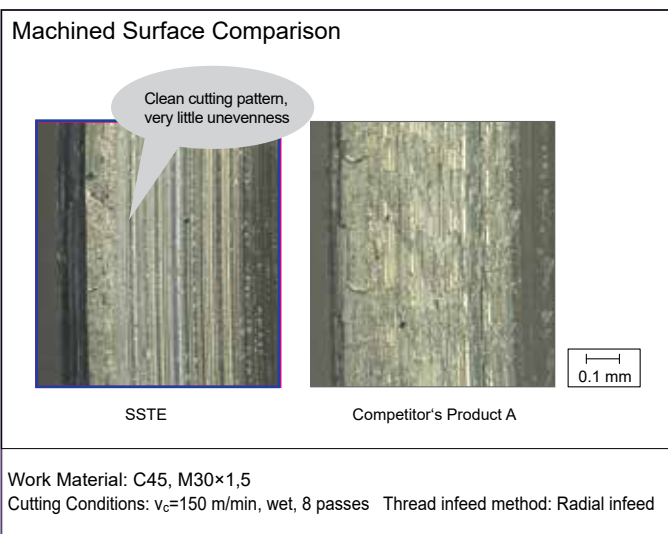 Machined Surface Comparison
Clean cutting pattern,
very little unevenness
SSTE
Competitor‘s Product A
0.1 mm
Work Material: C45, M30×1,5
Cutting Conditions: vc=150 m/min, wet, 8 passes   Thread infeed method: Radial infeed